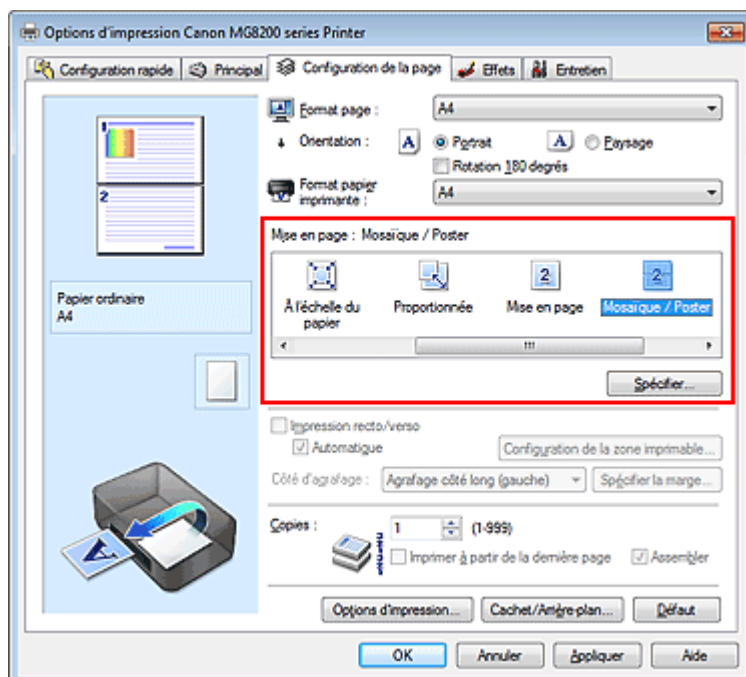 Options d'impression Canon MG8200 series Printer
Configuration rapide Principal Configuration de la page Effets Entretien
Format page : A4
Orientation : A Portrait A Paysage
Rotation 180 degrés
Format papier imprimante : A4
1
2
Mise en page : Mosaïque / Poster
2 2
À l'échelle du papier Proportionnée Mise en page Mosaïque / Poster
Papier ordinaire
A4
Spécifier...
Impression recto/verso
Automatique Configuration de la zone imprimable...
Côté d'agrafage : Agrafage côté long (gauche) Spécifier la marge...
Copies : 1 (1-999)
Imprimer à partir de la dernière page Assembler
A
Options d'impression... Cachet/Arrière-plan... Défaut
OK Annuler Appliquer Aide